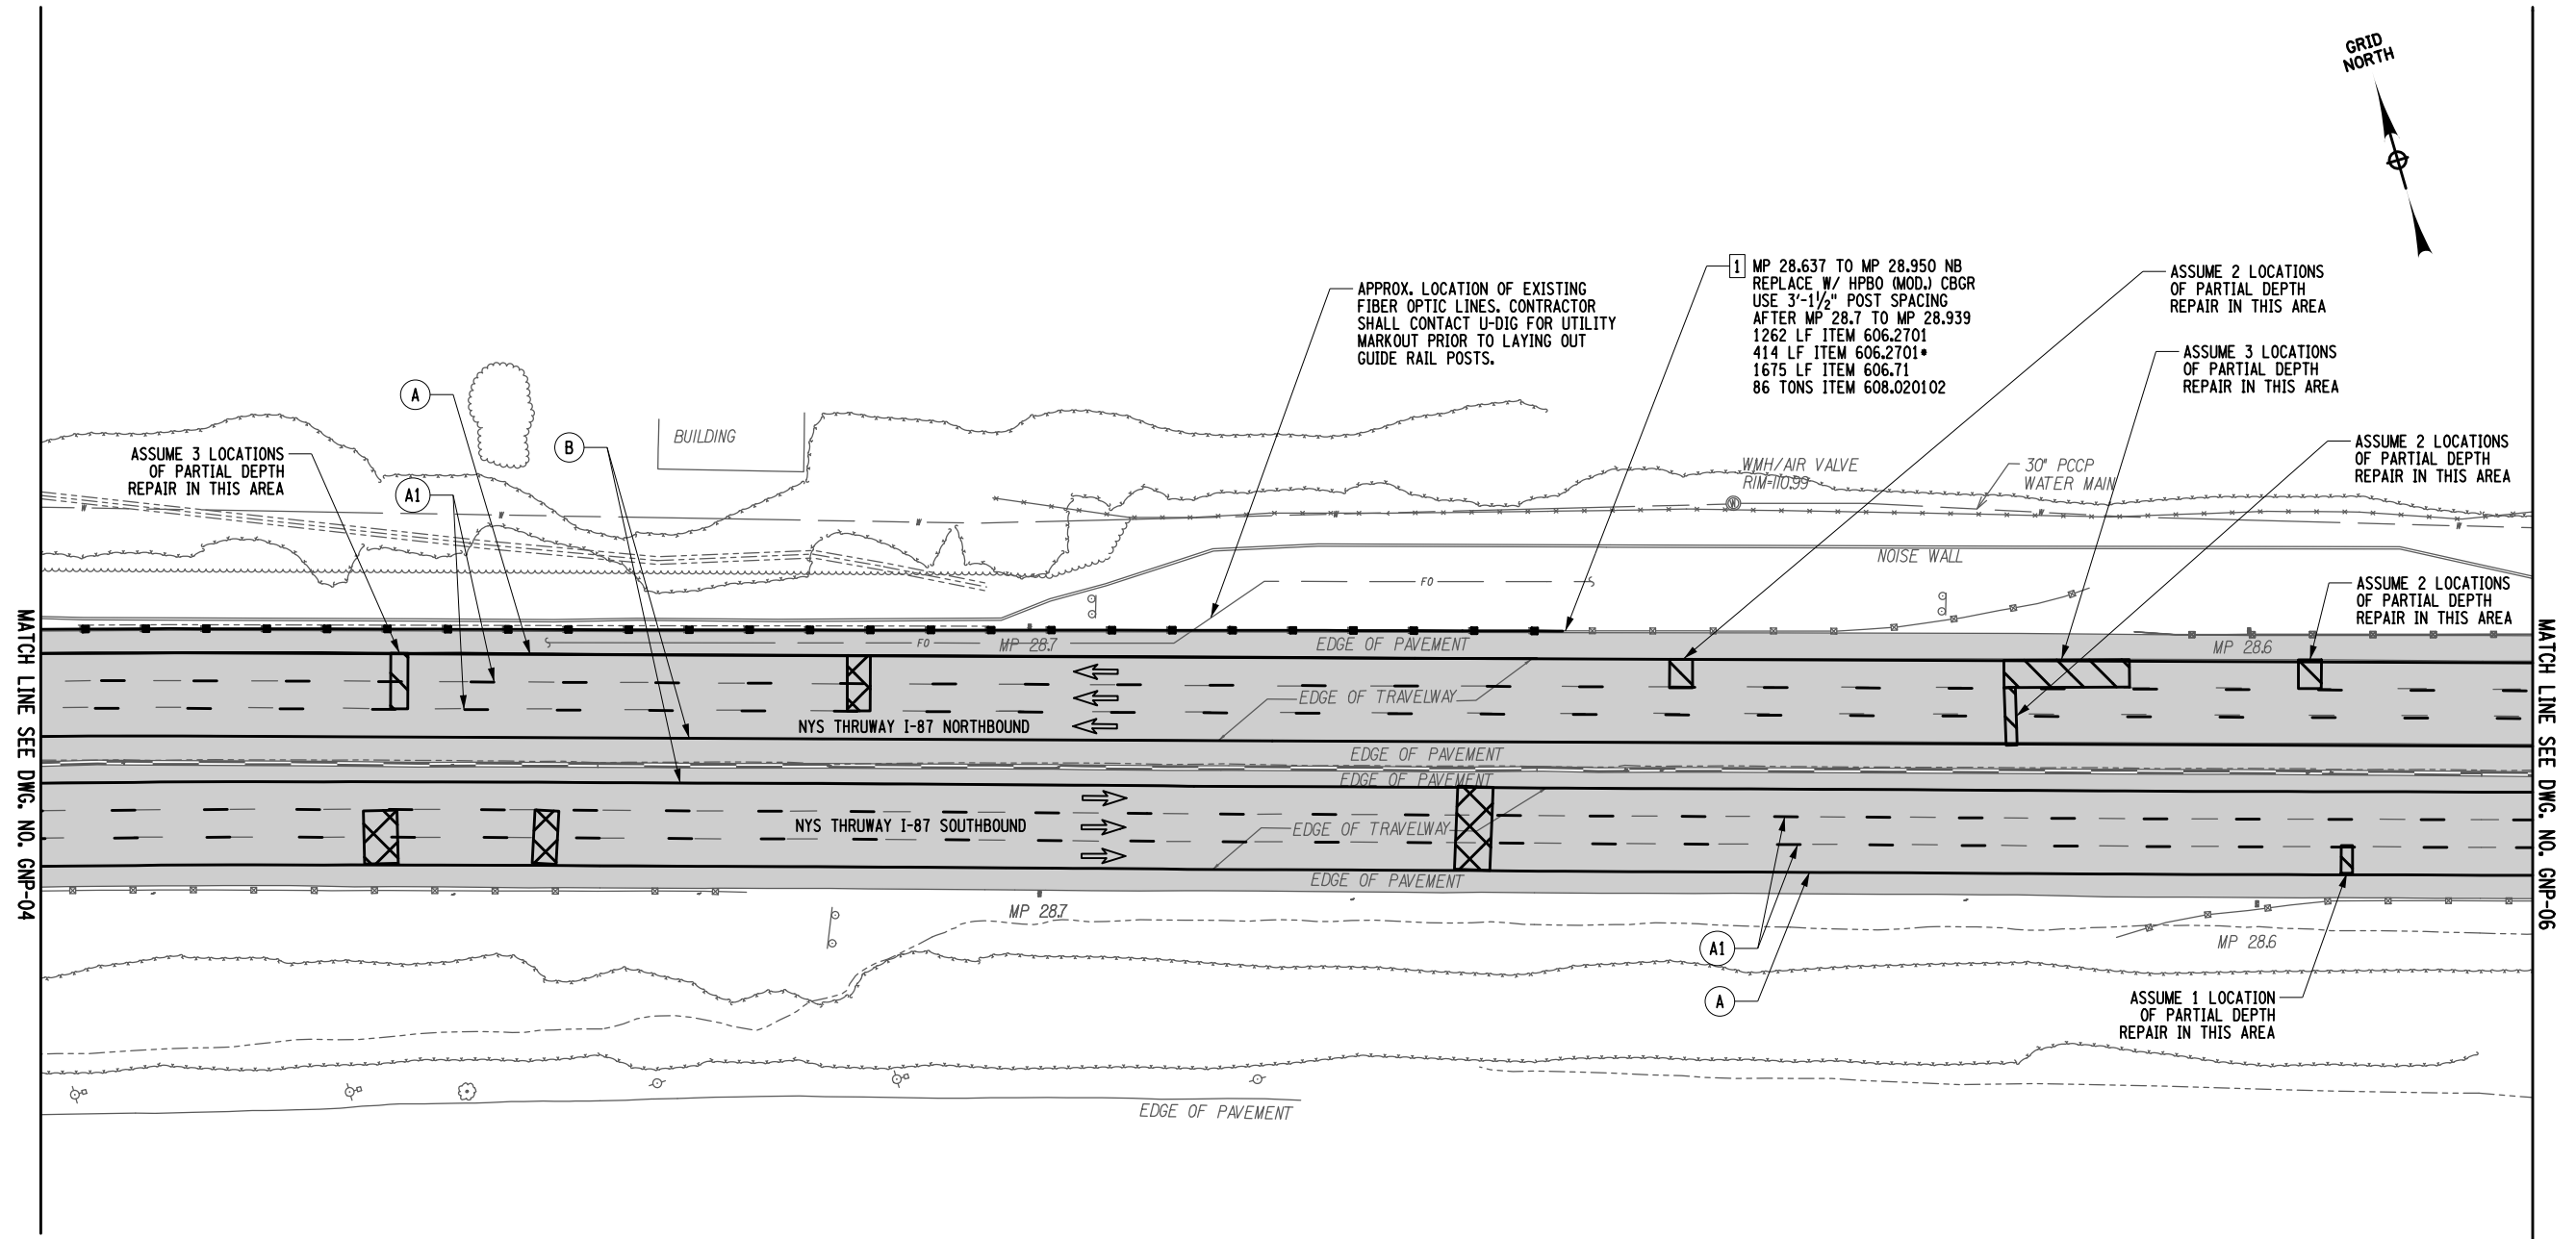 GRID
NORTH
APPROX. LOCATION OF EXISTING
FIBER OPTIC LINES. CONTRACTOR
SHALL CONTACT U-DIG FOR UTILITY
MARKOUT PRIOR TO LAYING OUT
GUIDE RAIL POSTS.
1 MP 28.637 TO MP 28.950 NB
REPLACE W/ HPBO (MOD.) CBGR
USE 3'-1½" POST SPACING
AFTER MP 28.7 TO MP 28.939
1262 LF ITEM 606.2701
414 LF ITEM 606.2701*
1675 LF ITEM 606.71
86 TONS ITEM 608.020102
ASSUME 2 LOCATIONS
OF PARTIAL DEPTH
REPAIR IN THIS AREA
ASSUME 3 LOCATIONS
OF PARTIAL DEPTH
REPAIR IN THIS AREA
ASSUME 2 LOCATIONS
OF PARTIAL DEPTH
REPAIR IN THIS AREA
ASSUME 2 LOCATIONS
OF PARTIAL DEPTH
REPAIR IN THIS AREA
A
B
A1
BUILDING
ASSUME 3 LOCATIONS
OF PARTIAL DEPTH
REPAIR IN THIS AREA
WMH/AIR VALVE
RIM=110.99
30" PCCP
WATER MAIN
W
W
W
W
W
W
W
NOISE WALL
FO
FO
MP 28.7
EDGE OF PAVEMENT
MP 28.6
EDGE OF TRAVELWAY
NYS THRUWAY I-87 NORTHBOUND
EDGE OF PAVEMENT
EDGE OF PAVEMENT
NYS THRUWAY I-87 SOUTHBOUND
EDGE OF TRAVELWAY
EDGE OF PAVEMENT
MP 28.7
MP 28.6
A1
A
ASSUME 1 LOCATION
OF PARTIAL DEPTH
REPAIR IN THIS AREA
EDGE OF PAVEMENT
MATCH LINE SEE DWG. NO. GNP-04
MATCH LINE SEE DWG. NO. GNP-06